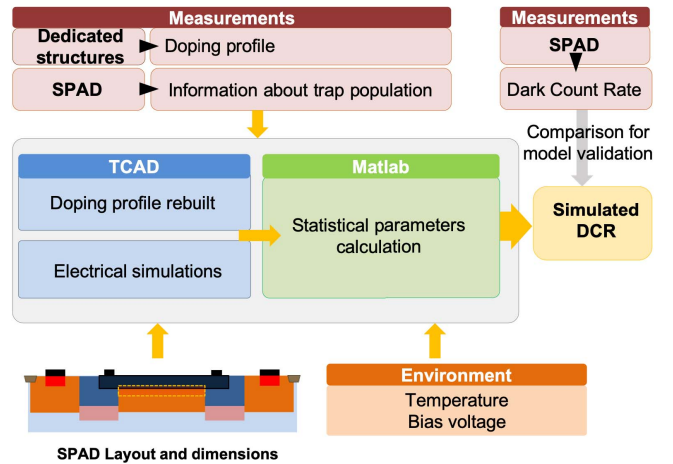 Measurements
Dedicated
structures
Doping profile
SPAD
Information about trap population
Measurements
SPAD
Dark Count Rate
Comparison for
model validation
TCAD
Doping profile rebuilt
Electrical simulations
Matlab
Statistical parameters
calculation
Simulated
DCR
SPAD Layout and dimensions
Environment
Temperature
Bias voltage